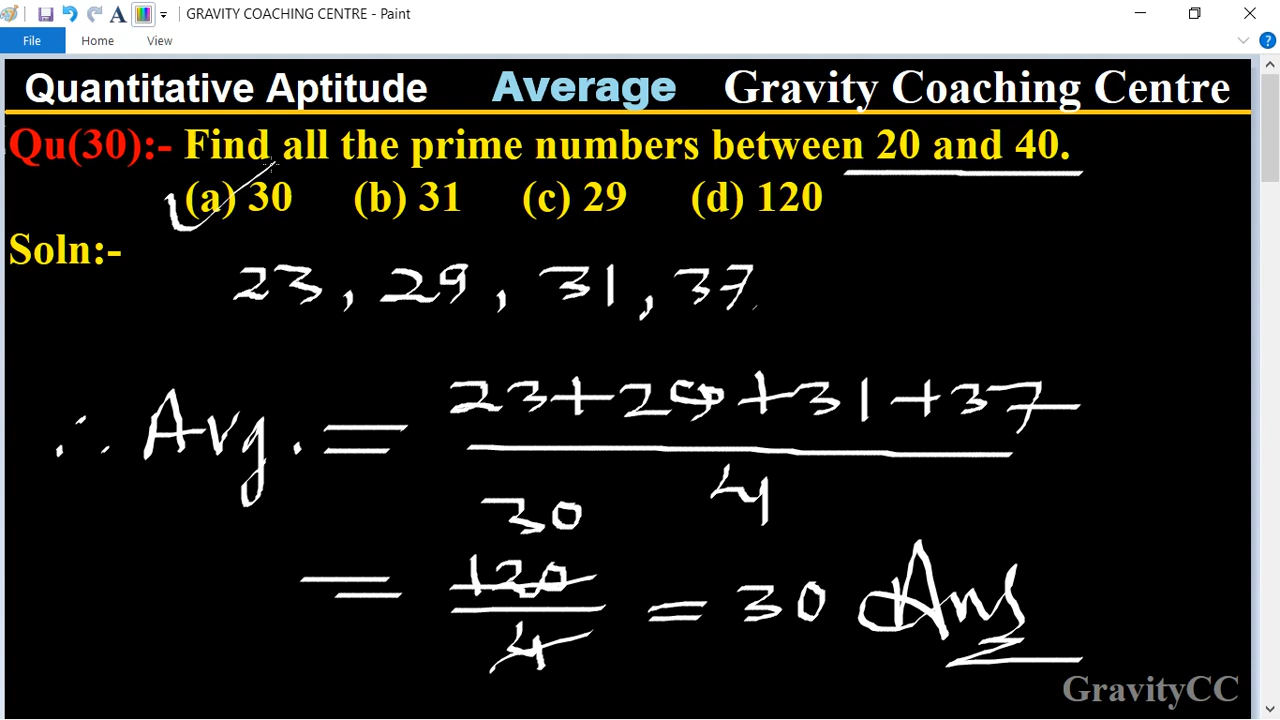 GRAVITY COACHING CENTRE - Paint
File Home View
Quantitative Aptitude Average Gravity Coaching Centre
Qu(30):- Find all the prime numbers between 20 and 40.
(a) 30 (b) 31 (c) 29 (d) 120
Soln:-
23, 29, 31, 37
∴ Avg. = 23+29+31+37
4
30
= 120 = 30 Ans
4
GravityCC